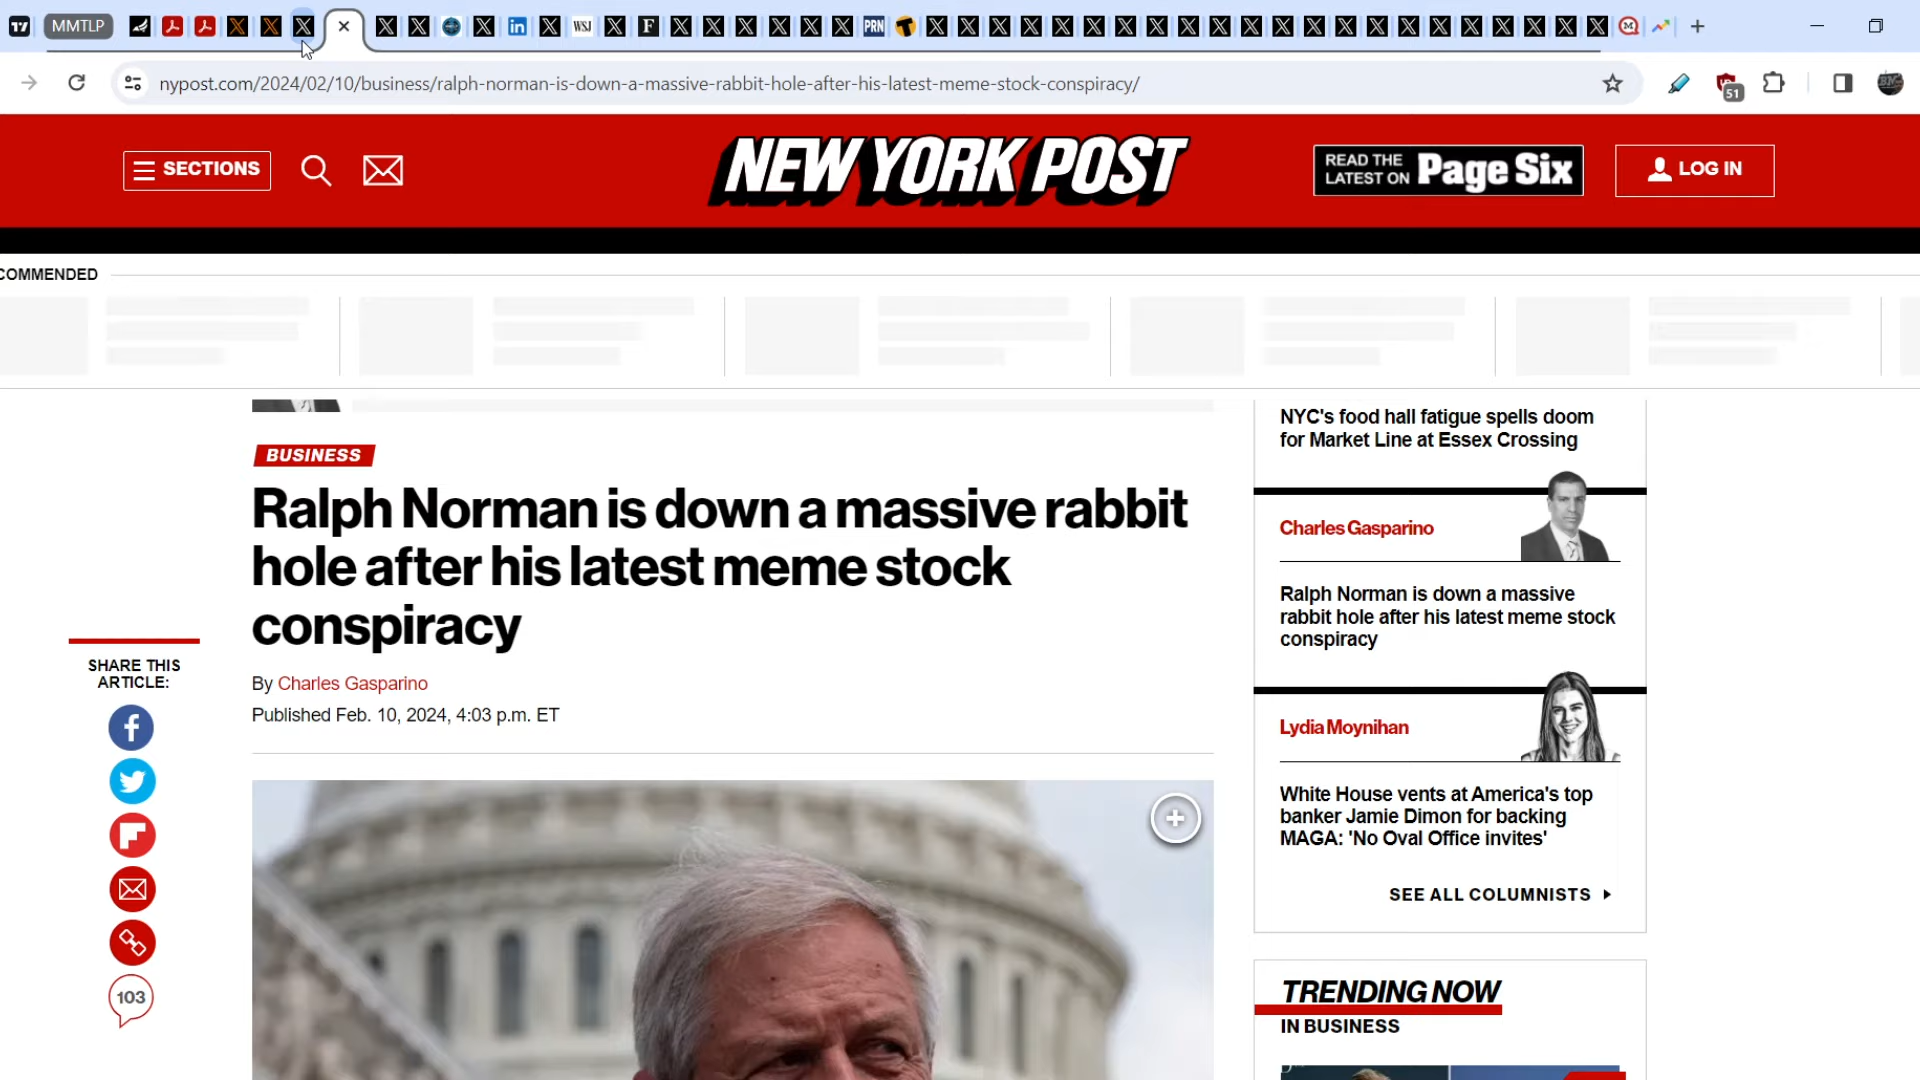 MMTLP
WSJ
F
PRN
nypost.com/2024/02/10/business/ralph-norman-is-down-a-massive-rabbit-hole-after-his-latest-meme-stock-conspiracy/
51
SECTIONS
NEW YORK POST
READ THE
LATEST ON
Page Six
LOG IN
COMMENDED
BUSINESS
Ralph Norman is down a massive rabbit
hole after his latest meme stock
conspiracy
By Charles Gasparino
Published Feb. 10, 2024, 4:03 p.m. ET
SHARE THIS
ARTICLE:
103
NYC's food hall fatigue spells doom
for Market Line at Essex Crossing
Charles Gasparino
Ralph Norman is down a massive
rabbit hole after his latest meme stock
conspiracy
Lydia Moynihan
White House vents at America's top
banker Jamie Dimon for backing
MAGA: 'No Oval Office invites'
SEE ALL COLUMNISTS
TRENDING NOW
IN BUSINESS